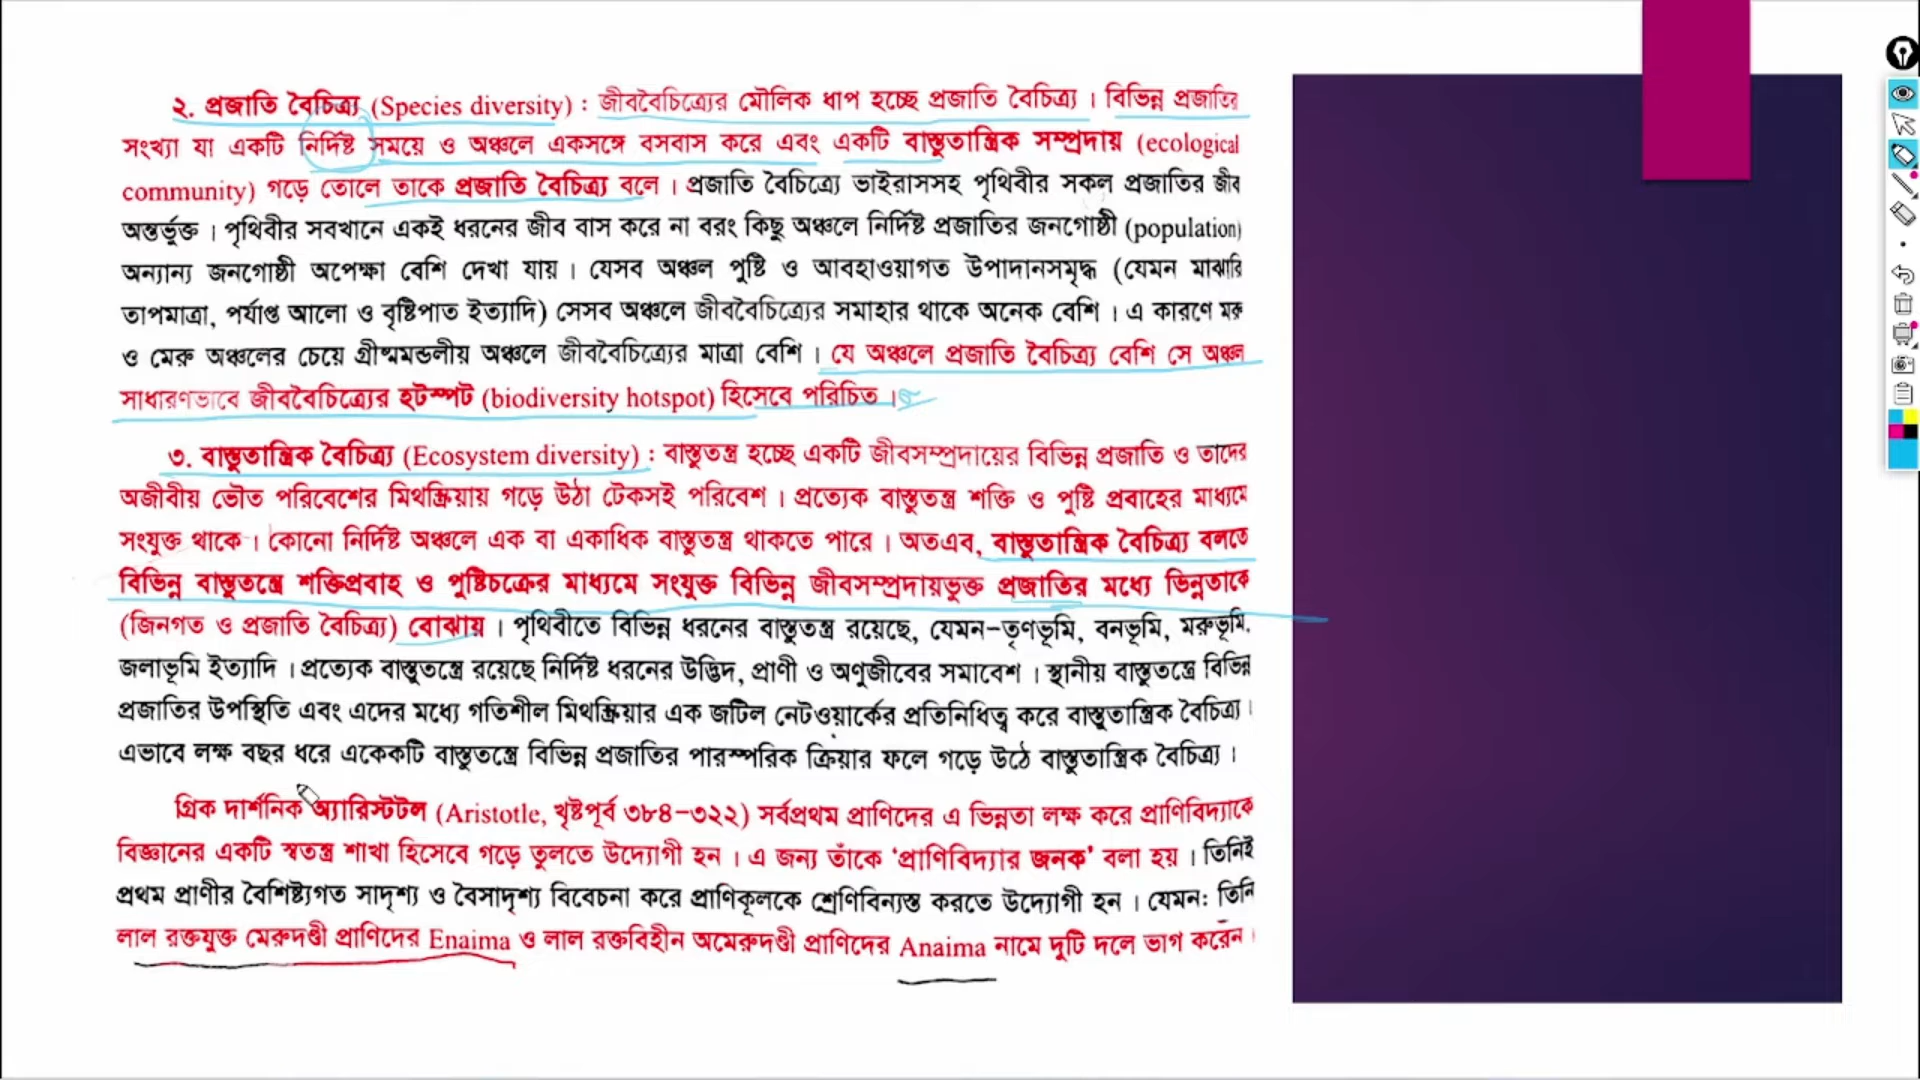 ২. প্রজাতি বৈচিত্র্য (Species diversity) : জীববৈচিত্র্যের মৌলিক ধাপ হচ্ছে প্রজাতি বৈচিত্র্য। বিভিন্ন প্রজাতির
সংখ্যা যা একটি নির্দিষ্ট সময়ে ও অঞ্চলে একসঙ্গে বসবাস করে এবং একটি বাস্তুতান্ত্রিক সম্প্রদায় (ecological
community) গড়ে তোলে তাকে প্রজাতি বৈচিত্র্য বলে। প্রজাতি বৈচিত্র্যে ভাইরাসসহ পৃথিবীর সকল প্রজাতির জীব
অন্তর্ভুক্ত। পৃথিবীর সবখানে একই ধরনের জীব বাস করে না বরং কিছু অঞ্চলে নির্দিষ্ট প্রজাতির জনগোষ্ঠী (population)
অন্যান্য জনগোষ্ঠী অপেক্ষা বেশি দেখা যায়। যেসব অঞ্চল পুষ্টি ও আবহাওয়াগত উপাদানসমৃদ্ধ (যেমন মাঝারি
তাপমাত্রা, পর্যাপ্ত আলো ও বৃষ্টিপাত ইত্যাদি) সেসব অঞ্চলে জীববৈচিত্র্যের সমাহার থাকে অনেক বেশি। এ কারণে মরু
ও মেরু অঞ্চলের চেয়ে গ্রীষ্মমন্ডলীয় অঞ্চলে জীববৈচিত্র্যের মাত্রা বেশি। যে অঞ্চলে প্রজাতি বৈচিত্র্য বেশি সে অঞ্চল
সাধারণভাবে জীববৈচিত্র্যের হটস্পট (biodiversity hotspot) হিসেবে পরিচিত।
৩. বাস্তুতান্ত্রিক বৈচিত্র্য (Ecosystem diversity) : বাস্তুতন্ত্র হচ্ছে একটি জীবসম্প্রদায়ের বিভিন্ন প্রজাতি ও তাদের
অজীবীয় ভৌত পরিবেশের মিথস্ক্রিয়ায় গড়ে উঠা টেকসই পরিবেশ। প্রত্যেক বাস্তুতন্ত্র শক্তি ও পুষ্টি প্রবাহের মাধ্যমে
সংযুক্ত থাকে। কোনো নির্দিষ্ট অঞ্চলে এক বা একাধিক বাস্তুতন্ত্র থাকতে পারে। অতএব, বাস্তুতান্ত্রিক বৈচিত্র্য বলতে
বিভিন্ন বাস্তুতন্ত্রে শক্তিপ্রবাহ ও পুষ্টিচক্রের মাধ্যমে সংযুক্ত বিভিন্ন জীবসম্প্রদায়ভুক্ত প্রজাতির মধ্যে ভিন্নতাকে
(জিনগত ও প্রজাতি বৈচিত্র্য) বোঝায়। পৃথিবীতে বিভিন্ন ধরনের বাস্তুতন্ত্র রয়েছে, যেমন-তৃণভূমি, বনভূমি, মরুভূমি,
জলাভূমি ইত্যাদি। প্রত্যেক বাস্তুতন্ত্রে রয়েছে নির্দিষ্ট ধরনের উদ্ভিদ, প্রাণী ও অণুজীবের সমাবেশ। স্থানীয় বাস্তুতন্ত্রে বিভিন্ন
প্রজাতির উপস্থিতি এবং এদের মধ্যে গতিশীল মিথস্ক্রিয়ার এক জটিল নেটওয়ার্কের প্রতিনিধিত্ব করে বাস্তুতান্ত্রিক বৈচিত্র্য।
এভাবে লক্ষ বছর ধরে একেকটি বাস্তুতন্ত্রে বিভিন্ন প্রজাতির পারস্পরিক ক্রিয়ার ফলে গড়ে উঠে বাস্তুতান্ত্রিক বৈচিত্র্য।
গ্রিক দার্শনিক অ্যারিস্টটল (Aristotle, খৃষ্টপূর্ব ৩৮৪-৩২২) সর্বপ্রথম প্রাণিদের এ ভিন্নতা লক্ষ করে প্রাণিবিদ্যাকে
বিজ্ঞানের একটি স্বতন্ত্র শাখা হিসেবে গড়ে তুলতে উদ্যোগী হন। এ জন্য তাঁকে ‘প্রাণিবিদ্যার জনক’ বলা হয়। তিনিই
প্রথম প্রাণীর বৈশিষ্ট্যগত সাদৃশ্য ও বৈসাদৃশ্য বিবেচনা করে প্রাণিকূলকে শ্রেণিবিন্যস্ত করতে উদ্যোগী হন। যেমন: তিনি
লাল রক্তযুক্ত মেরুদণ্ডী প্রাণিদের Enaima ও লাল রক্তবিহীন অমেরুদণ্ডী প্রাণিদের Anaima নামে দুটি দলে ভাগ করেন।